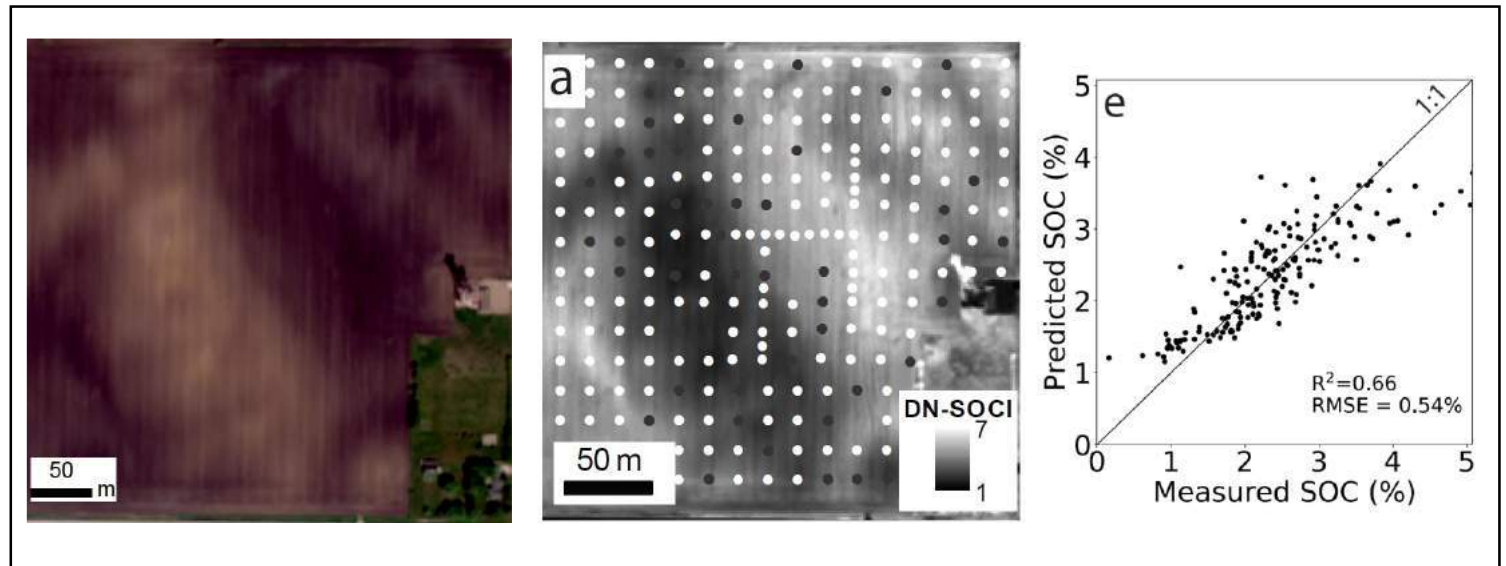 50
m
a
50 m
DN-SOCI
7
1
e
1:1
R²=0.66
RMSE = 0.54%
Predicted SOC (%)
5
4
3
2
1
0
0 1 2 3 4 5
Measured SOC (%)